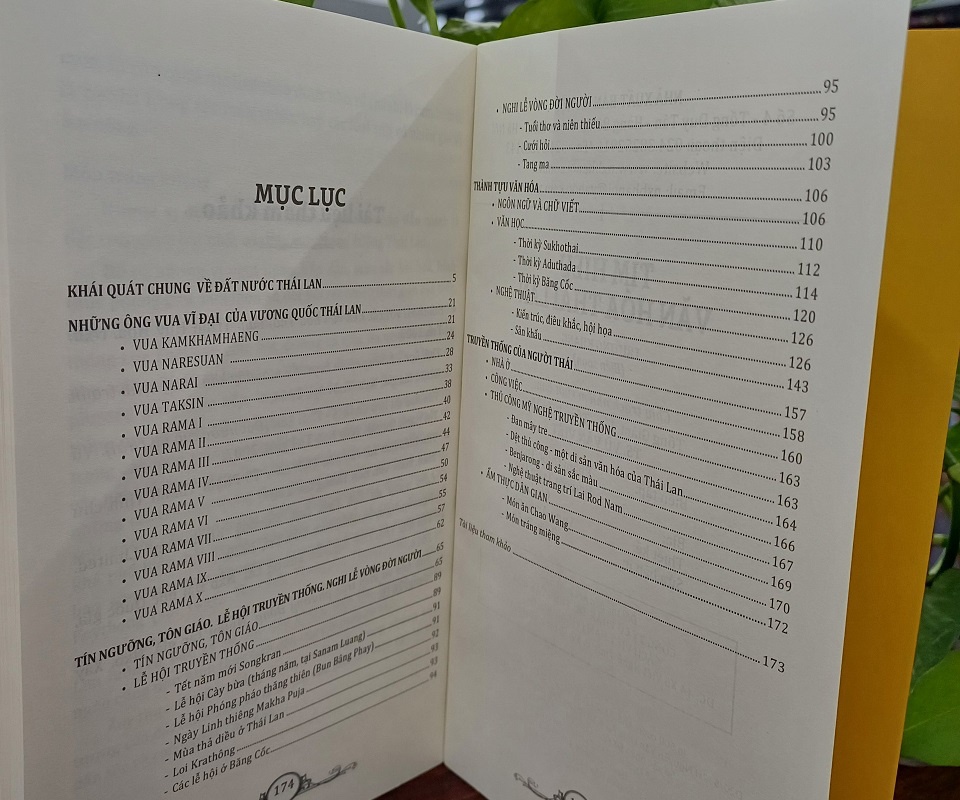 MỤC LỤC
KHÁI QUÁT CHUNG VỀ ĐẤT NƯỚC THÁI LAN 5
NHỮNG ÔNG VUA VĨ ĐẠI CỦA VƯƠNG QUỐC THÁI LAN 21
• VUA KAMKHAMHAENG 21
• VUA NARESUAN 24
• VUA NARAI 28
• VUA TAKSIN 33
• VUA RAMA I 38
• VUA RAMA II 40
• VUA RAMA III 42
• VUA RAMA IV 44
• VUA RAMA V 47
• VUA RAMA VI 50
• VUA RAMA VII 54
• VUA RAMA VIII 55
• VUA RAMA IX 57
• VUA RAMA X 62
TÍN NGƯỠNG, TÔN GIÁO. LỄ HỘI TRUYỀN THỐNG. NGHI LỄ VÒNG ĐỜI NGƯỜI 65
• TÍN NGƯỠNG, TÔN GIÁO 65
• LỄ HỘI TRUYỀN THỐNG 89
- Tết năm mới Songkran 89
- Lễ hội Cày bừa (tháng năm, tại Sanam Luang) 91
- Lễ hội Phóng pháo thăng thiên (Bun Bâng Phay) 91
- Ngày Linh thiêng Makha Puja 92
- Mùa thả diều ở Thái Lan 93
- Loi Krathông 93
- Các lễ hội ở Băng Cốc 94
174
• NGHI LỄ VÒNG ĐỜI NGƯỜI 95
- Tuổi thơ và niên thiếu 95
- Cưới hỏi 100
- Tang ma 103
THÀNH TỰU VĂN HÓA 106
• NGÔN NGỮ VÀ CHỮ VIẾT 106
• VĂN HỌC 110
- Thời kỳ Sukhothai 112
- Thời kỳ Aduthada 114
- Thời kỳ Băng Cốc 120
• NGHỆ THUẬT 126
- Kiến trúc, điêu khắc, hội họa 126
- Sân khấu 143
TRUYỀN THỐNG CỦA NGƯỜI THÁI 157
• NHÀ Ở 158
• CÔNG VIỆC 160
• THỦ CÔNG MỸ NGHỆ TRUYỀN THỐNG 163
- Đan mây tre 163
- Dệt thủ công - một di sản văn hóa của Thái Lan 164
- Benjarong - di sản sắc màu 166
- Nghệ thuật trang trí Lai Rod Nam 167
• ẨM THỰC DÂN GIAN 169
- Món ăn Chao Wang 170
- Món tráng miệng 172
Tài liệu tham khảo 173